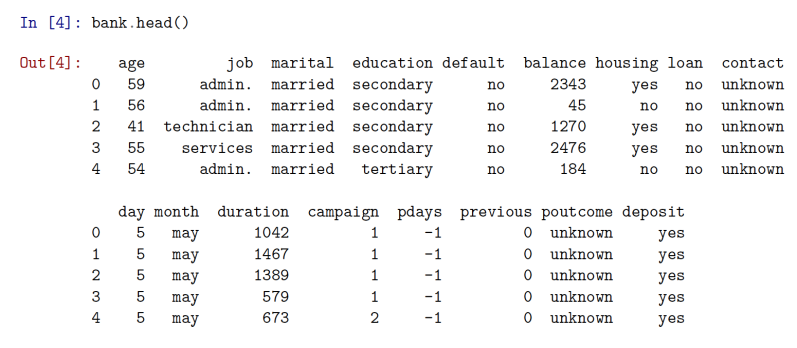 In [4]: bank.head()
Out[4]: age job marital education default balance housing loan contact
0 59 admin. married secondary no 2343 yes no unknown
1 56 admin. married secondary no 45 no no unknown
2 41 technician married secondary no 1270 yes no unknown
3 55 services married secondary no 2476 yes no unknown
4 54 admin. married tertiary no 184 no no unknown
day month duration campaign pdays previous poutcome deposit
0 5 may 1042 1 -1 0 unknown yes
1 5 may 1467 1 -1 0 unknown yes
2 5 may 1389 1 -1 0 unknown yes
3 5 may 579 1 -1 0 unknown yes
4 5 may 673 2 -1 0 unknown yes